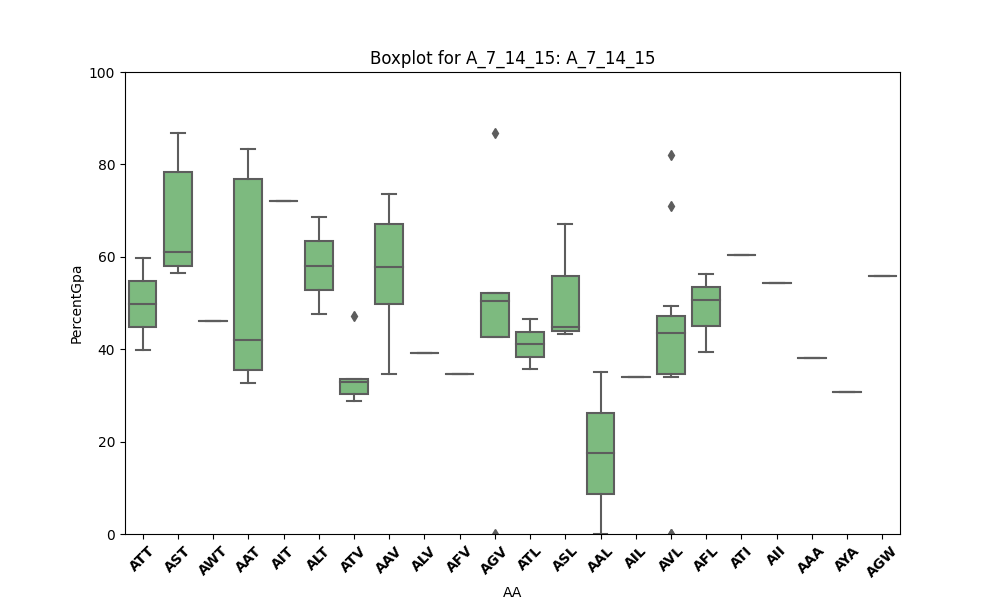 Boxplot for A_7_14_15: A_7_14_15
PercentGpa
100
80
60
40
20
0
ATT AST AWT AAT AIT ALT ATV AAV ALV AFV AGV ATL ASL AAL AIL AVL AFL ATI AII AAA AYA AGW
AA